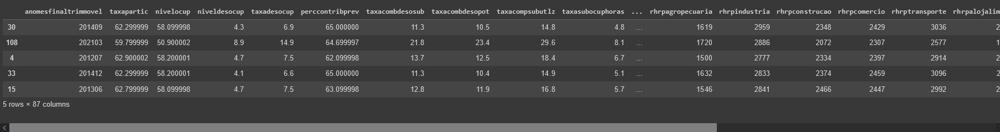 anomesfinaltrimmovel taxapartic nivelocup niveldesocup taxadesocup perccontribprev taxacombdesosub taxacombdesopot taxacompsubutlz taxasubocuphoras ... rhrpagropecuaria rhrpindustria rhrpconstrucao rhrpcomercio rhrptransporte rhrpalojalim
30 201409 62.299999 58.099998 4.3 6.9 65.000000 11.3 10.5 14.8 4.8 ... 1619 2959 2348 2429 3036 2
108 202103 59.799999 50.900002 8.9 14.9 64.699997 21.8 23.4 29.6 8.1 ... 1720 2886 2072 2307 2577 1
4 201207 62.900002 58.200001 4.7 7.5 62.099998 13.7 12.5 18.4 6.7 ... 1500 2777 2334 2397 2914 2
33 201412 62.299999 58.200001 4.1 6.6 65.000000 11.3 10.4 14.9 5.1 ... 1632 2833 2374 2459 3096 2
15 201306 62.799999 58.099998 4.7 7.5 63.099998 12.8 11.9 16.8 5.7 ... 1546 2841 2466 2447 2992 2
5 rows × 87 columns